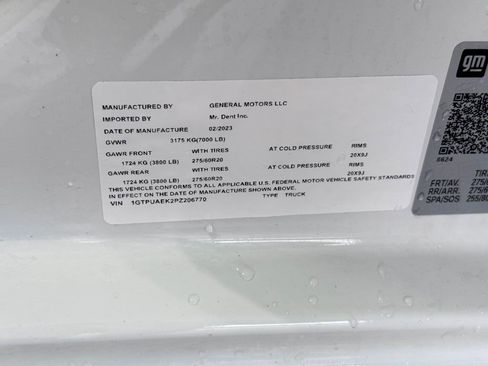 MANUFACTURED BY GENERAL MOTORS LLC
IMPORTED BY Mr. Dent Inc.
DATE OF MANUFACTURE 02/2023
GVWR 3175 KG(7000 LB)
GAWR FRONT WITH TIRES AT COLD PRESSURE RIMS
1724 KG (3800 LB) 275/60R20 20X9J
GAWR REAR WITH TIRES AT COLD PRESSURE RIMS
1724 KG (3800 LB) 275/60R20 20X9J
THIS VEHICLE CONFORMS TO ALL APPLICABLE U.S. FEDERAL MOTOR VEHICLE SAFETY STANDARDS
IN EFFECT ON THE DATE OF MANUFACTURE SHOWN ABOVE.
VIN 1GTPUAEK2PZ206770 TYPE TRUCK
gm
6624
FRT/AV.
RR/ARR.
SPA/SOS